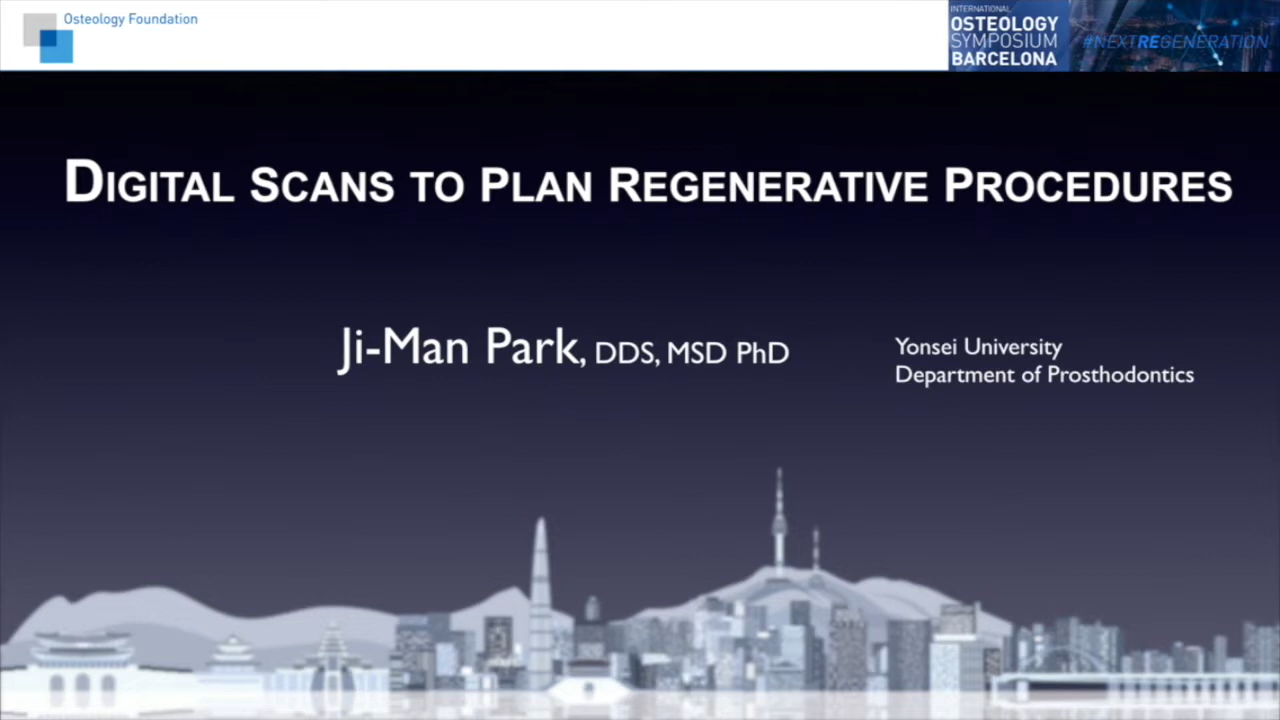 Osteology Foundation
INTERNATIONAL
OSTEOLOGY
SYMPOSIUM
BARCELONA
#NEXTREGENERATION
DIGITAL SCANS TO PLAN REGENERATIVE PROCEDURES
Ji-Man Park, DDS, MSD PhD
Yonsei University
Department of Prosthodontics